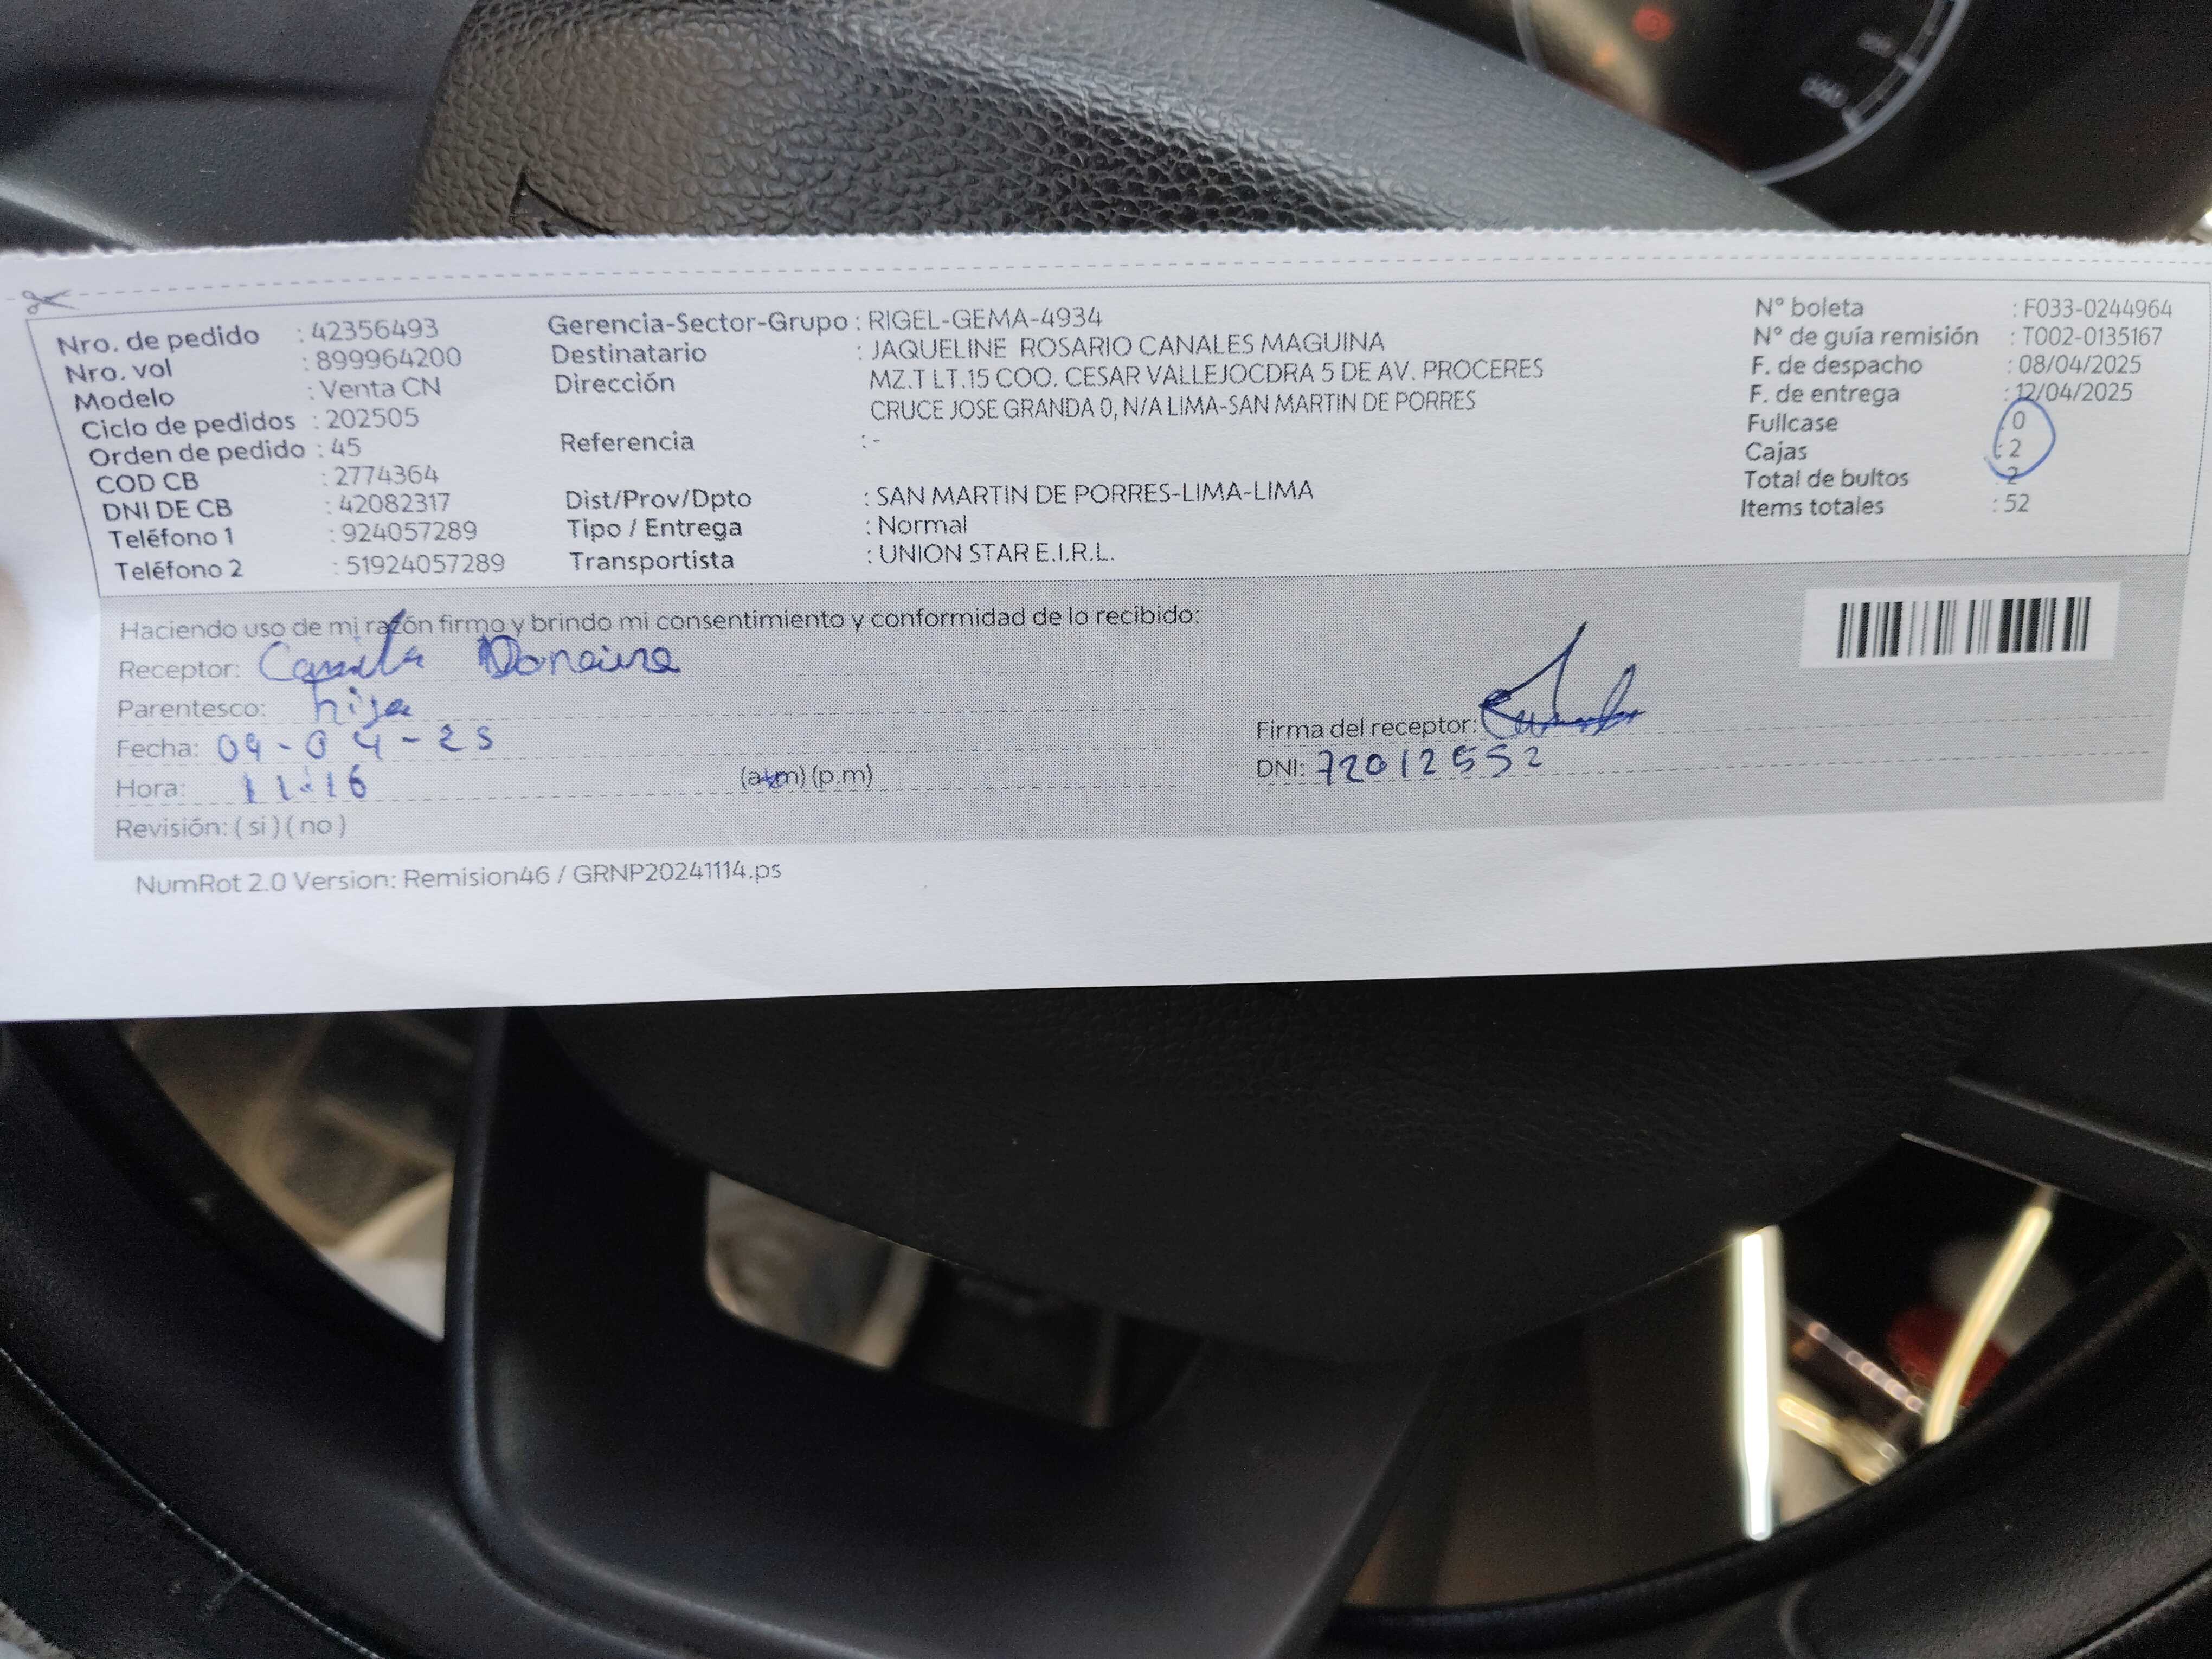 Nro. de pedido : 42356493
Nro. vol : 899964200
Modelo : Venta CN
Ciclo de pedidos : 202505
Orden de pedido : 45
COD CB : 2774364
DNI DE CB : 42082317
Teléfono 1 : 924057289
Teléfono 2 : 51924057289
Gerencia-Sector-Grupo : RIGEL-GEMA-4934
Destinatario : JAQUELINE ROSARIO CANALES MAGUINA
Dirección MZ.T LT.15 COO. CESAR VALLEJOCDRA 5 DE AV. PROCERES
CRUCE JOSE GRANDA 0, N/A LIMA-SAN MARTIN DE PORRES
Referencia : -
Dist/Prov/Dpto : SAN MARTIN DE PORRES-LIMA-LIMA
Tipo / Entrega : Normal
Transportista : UNION STAR E.I.R.L.
N° boleta : F033-0244964
N° de guía remisión : T002-0135167
F. de despacho : 08/04/2025
F. de entrega : 12/04/2025
Fullcase : 0
Cajas : 2
Total de bultos : 2
Items totales : 52
Haciendo uso de mi razón firmo y brindo mi consentimiento y conformidad de lo recibido:
Receptor: Camila
Parentesco: hija
Fecha: 09-04-25
Hora: 11:16 (a.m) (p.m)
Revisión: ( si ) ( no )
Firma del receptor:
DNI: 72012552
NumRot 2.0 Version: Remision46 / GRNP20241114.ps